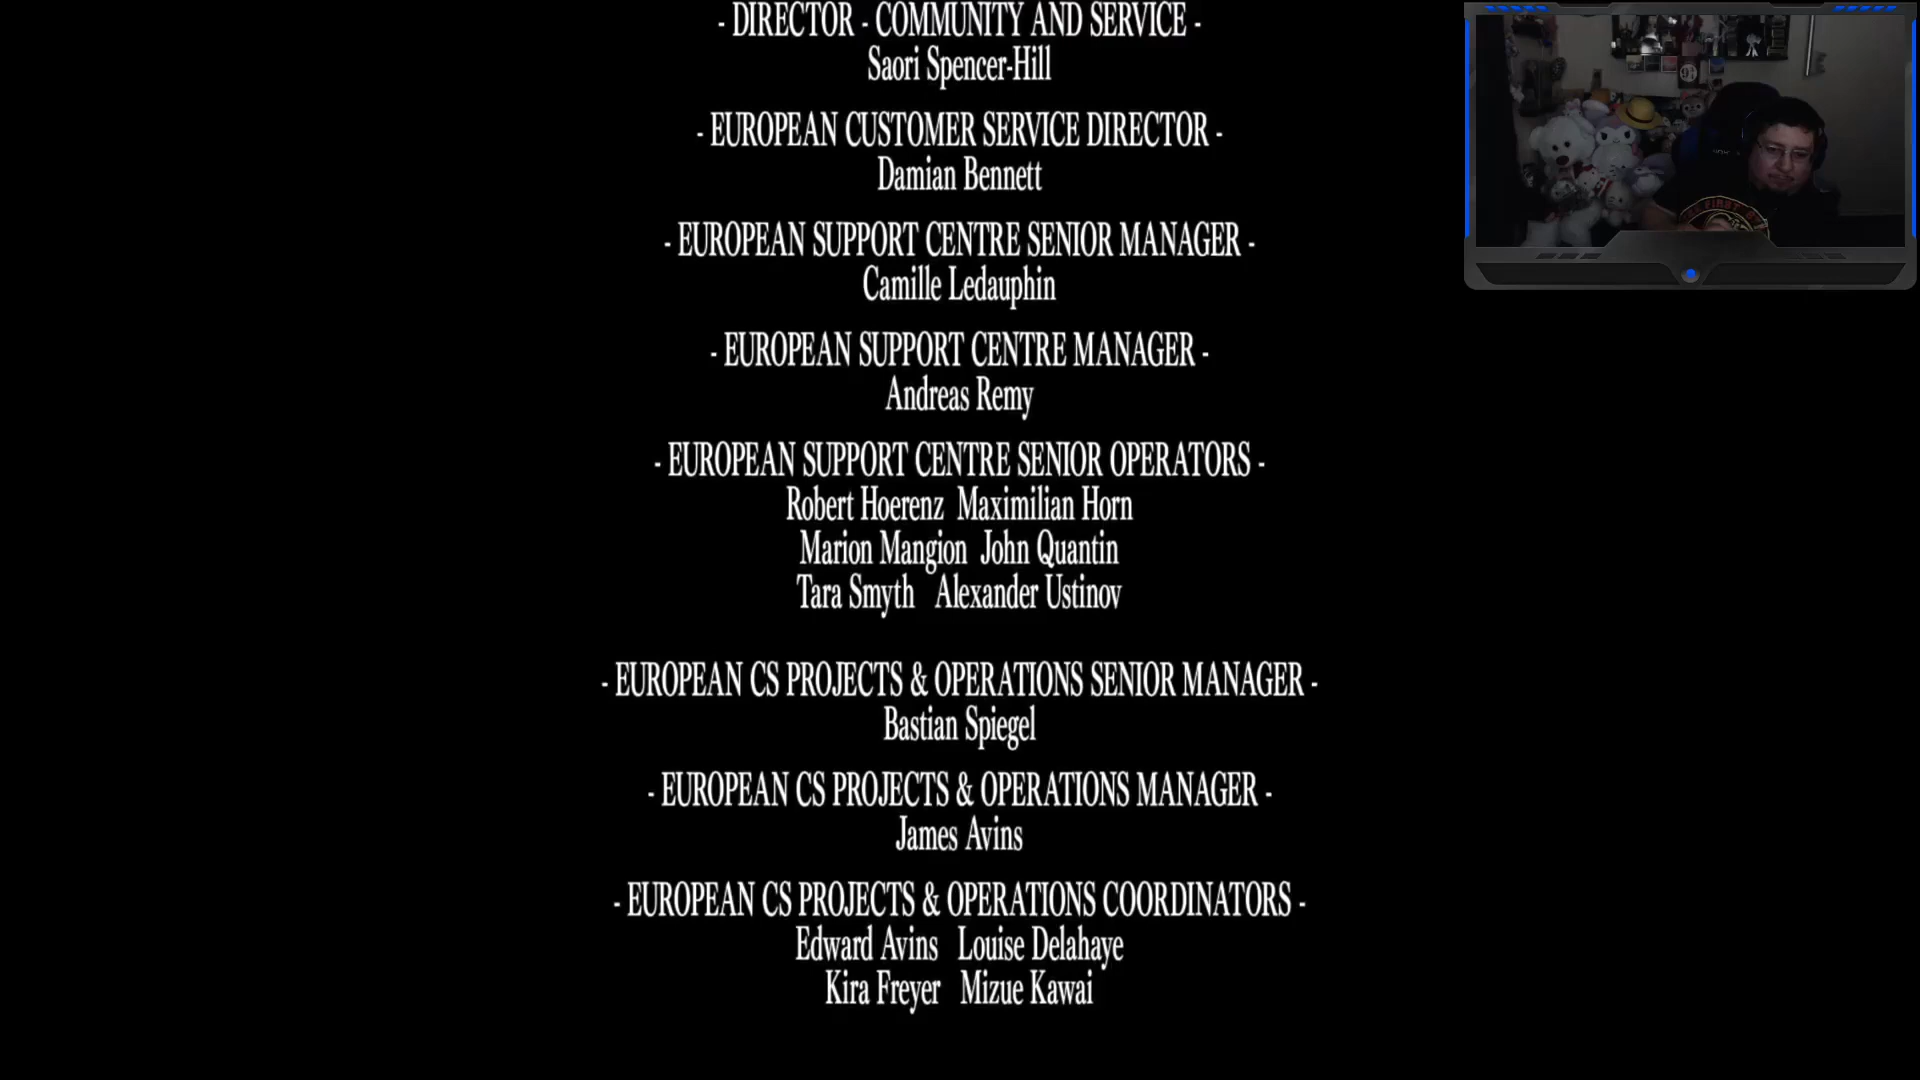 - DIRECTOR - COMMUNITY AND SERVICE -
Saori Spencer-Hill
- EUROPEAN CUSTOMER SERVICE DIRECTOR -
Damian Bennett
- EUROPEAN SUPPORT CENTRE SENIOR MANAGER -
Camille Ledauphin
- EUROPEAN SUPPORT CENTRE MANAGER -
Andreas Remy
- EUROPEAN SUPPORT CENTRE SENIOR OPERATORS -
Robert Hoerenz Maximilian Horn
Marion Mangion John Quantin
Tara Smyth Alexander Ustinov
- EUROPEAN CS PROJECTS & OPERATIONS SENIOR MANAGER -
Bastian Spiegel
- EUROPEAN CS PROJECTS & OPERATIONS MANAGER -
James Avins
- EUROPEAN CS PROJECTS & OPERATIONS COORDINATORS -
Edward Avins Louise Delahaye
Kira Freyer Mizue Kawai